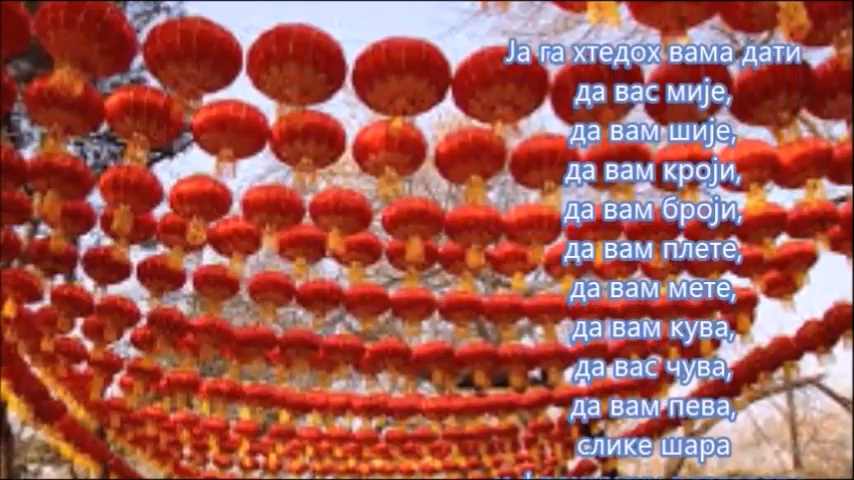 Ја га хтедох вама дати
да вас мије,
да вам шије,
да вам кроји,
да вам броји,
да вам плете,
да вам мете,
да вам кува,
да вас чува,
да вам пева,
слике шара